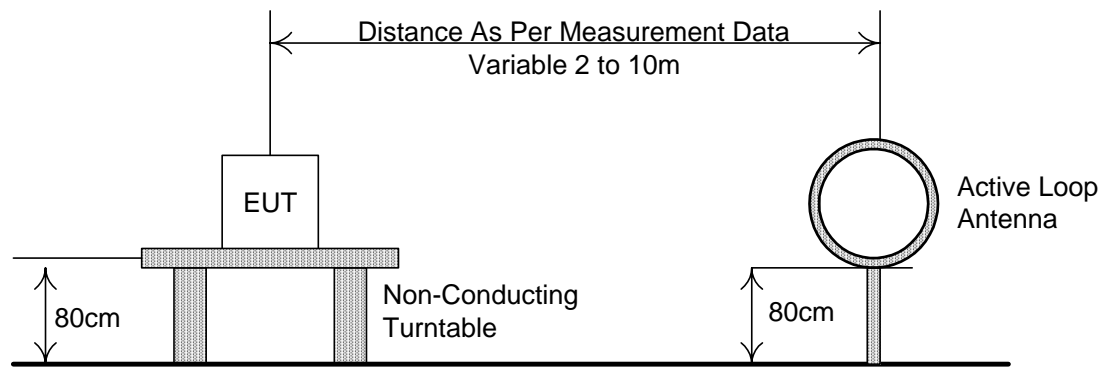 Distance As Per Measurement Data
Variable 2 to 10m
EUT
Active Loop
Antenna
Non-Conducting
Turntable
80cm
80cm